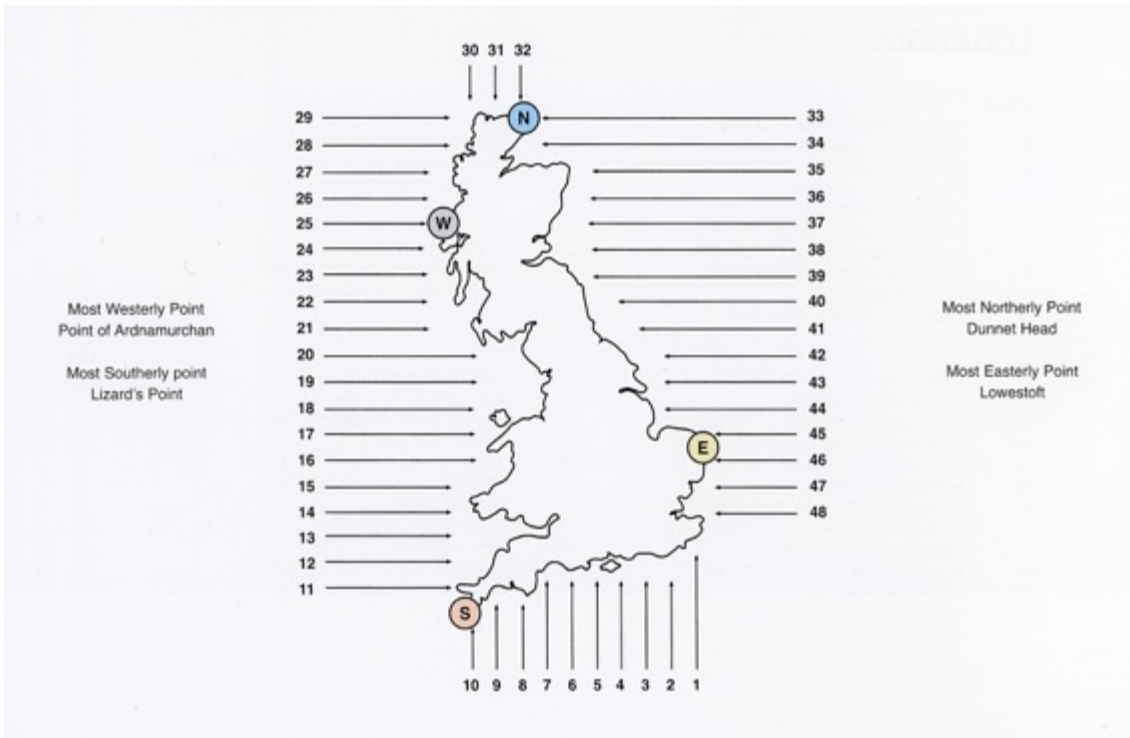 30 31 32
29 N 33
28 34
27 35
26 36
25 W 37
24 38
23 39
22 40
21 41
20 42
19 43
18 44
17 45
E
16 46
15 47
14 48
13
12
11
S
10 9 8 7 6 5 4 3 2 1
Most Westerly Point
Point of Ardnamurchan
Most Southerly point
Lizard's Point
Most Northerly Point
Dunnet Head
Most Easterly Point
Lowestoft